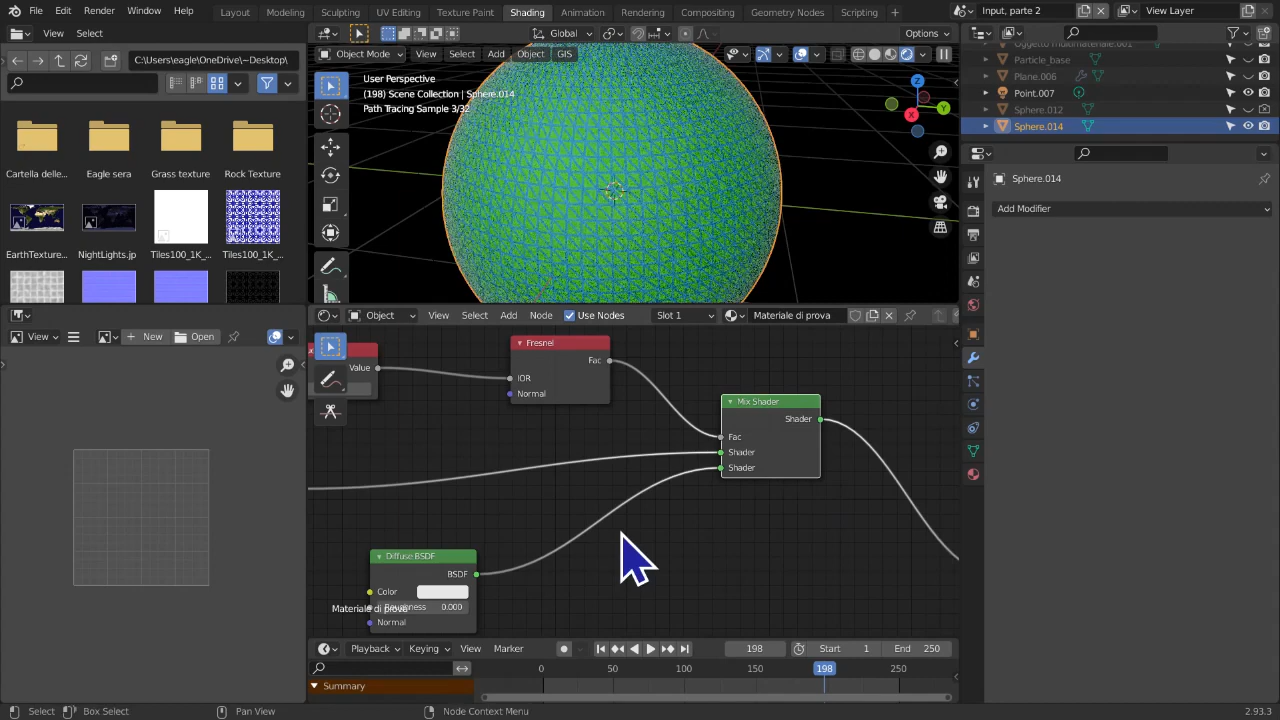 File Edit Render Window Help
Layout Modeling Sculpting UV Editing Texture Paint Shading Animation Rendering Compositing Geometry Nodes Scripting
Input, parte 2
View Layer
View Select
C:\Users\eagle\OneDrive\~Desktop\
Cartella delle...
Eagle sera
Grass texture
Rock Texture
EarthTexture...
NightLights.jp
Tiles100_1K_...
Tiles100_1K_...
Global
Options
Object Mode View Select Add Object GIS
User Perspective
(198) Scene Collection | Sphere.014
Path Tracing Sample 3/32
X
Y
Z
Oggetto multimateriale.001
Particle_base
Plane.006
Point.007
Sphere.012
Sphere.014
Sphere.014
Add Modifier
View
New
Open
Object View Select Add Node Use Nodes Slot 1 Materiale di prova
Value
Fresnel
Fac
IOR
Normal
Mix Shader
Shader
Fac
Shader
Shader
Diffuse BSDF
BSDF
Color
Roughness 0.000
Normal
Materiale di prova
Playback Keying View Marker
198
Start 1
End 250
0 50 100 150 198 250
Summary
Select Box Select Pan View Node Context Menu
2.93.3